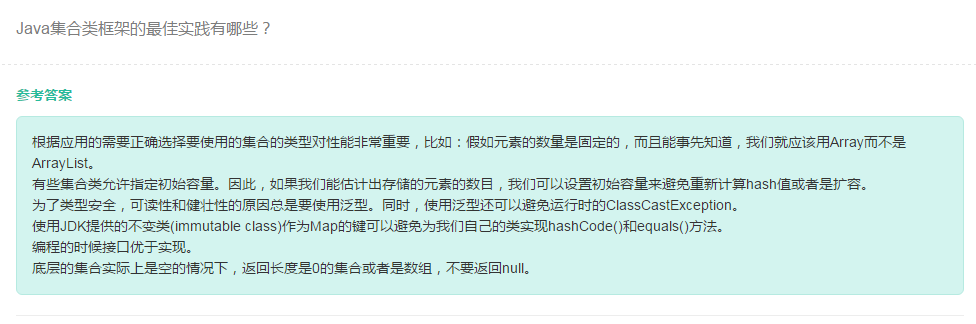 Java集合类框架的最佳实践有哪些？
参考答案
根据应用的需要正确选择要使用的集合的类型对性能非常重要，比如：假如元素的数量是固定的，而且能事先知道，我们就应该用Array而不是
ArrayList。
有些集合类允许指定初始容量。因此，如果我们能估计出存储的元素的数目，我们可以设置初始容量来避免重新计算hash值或者是扩容。
为了类型安全，可读性和健壮性的原因总是要使用泛型。同时，使用泛型还可以避免运行时的ClassCastException。
使用JDK提供的不变类(immutable class)作为Map的键可以避免为我们自己的类实现hashCode()和equals()方法。
编程的时候接口优于实现。
底层的集合实际上是空的情况下，返回长度是0的集合或者是数组，不要返回null。